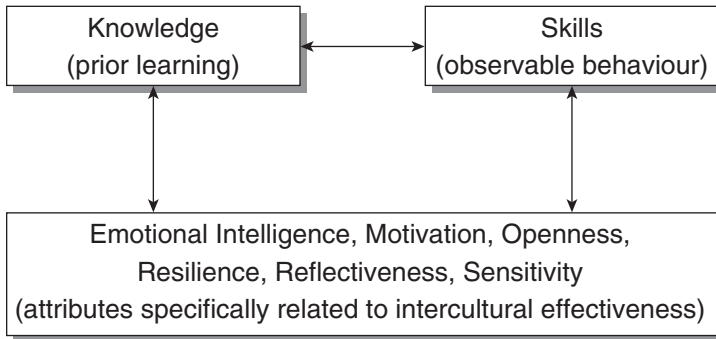 Knowledge
(prior learning)
Skills
(observable behaviour)
Emotional Intelligence, Motivation, Openness,
Resilience, Reflectiveness, Sensitivity
(attributes specifically related to intercultural effectiveness)